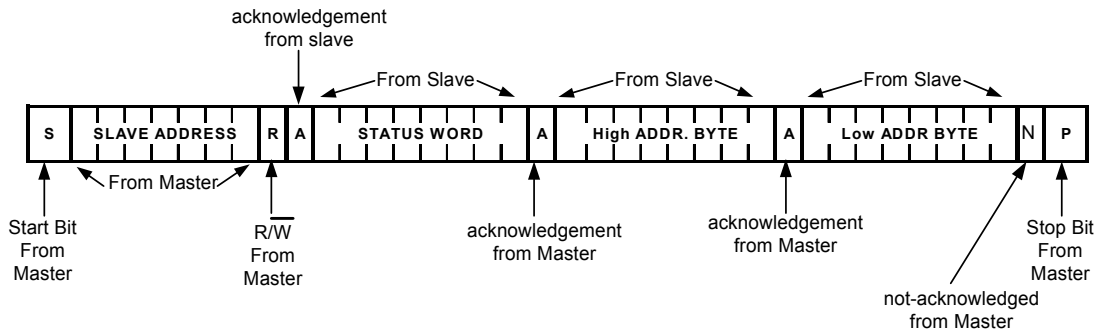 acknowledgement
from slave
From Slave
From Slave
From Slave
S SLAVE ADDRESS R A STATUS WORD A High ADDR. BYTE A Low ADDR BYTE N P
From Master
Start Bit
From
Master
R/W̅
From
Master
acknowledgement
from Master
acknowledgement
from Master
Stop Bit
From
Master
not-acknowledged
from Master